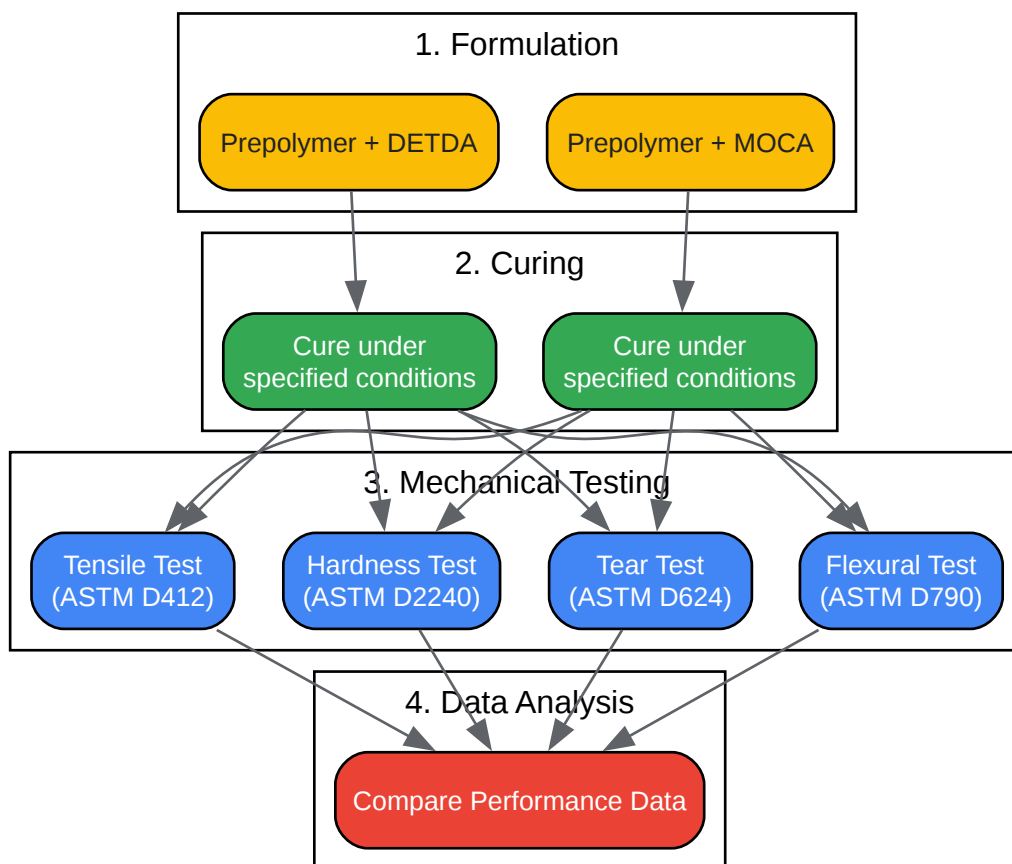 1. Formulation
Prepolymer + DETDA
Prepolymer + MOCA
2. Curing
Cure under
specified conditions
Cure under
specified conditions
3. Mechanical Testing
Tensile Test
(ASTM D412)
Hardness Test
(ASTM D2240)
Tear Test
(ASTM D624)
Flexural Test
(ASTM D790)
4. Data Analysis
Compare Performance Data